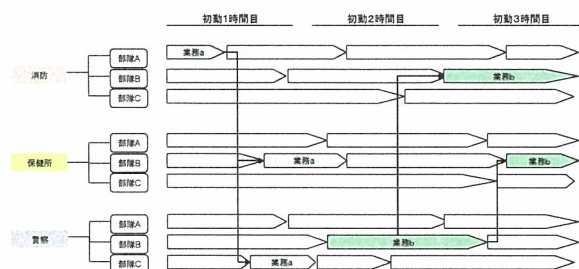 初動1時間目 初動2時間目 初動3時間目
部隊A 業務a
消防 部隊B 業務b
部隊C
部隊A
保健所 部隊B 業務a 業務b
部隊C
部隊A
警察 部隊B 業務b
部隊C 業務a